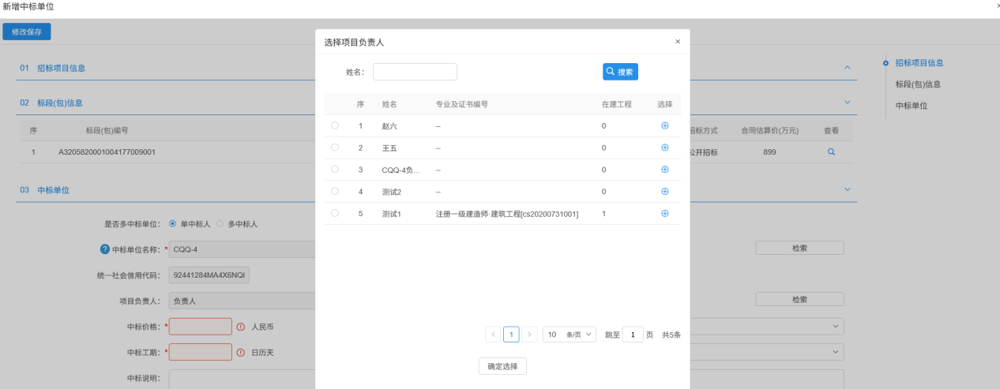 新增中标单位
×
修改保存
01 招标项目信息
02 标段(包)信息
序 标段(包)编号 招标方式 合同估算价(万元) 查看
1 A3205820001004177009001 公开招标 899
03 中标单位
是否多中标单位: 单中标人 多中标人
? 中标单位名称: * CQQ-4 检索
统一社会信用代码: 92441284MA4X6NQ
项目负责人: 负责人 检索
中标价格: * 人民币
中标工期: * 日历天
中标说明:
选择项目负责人 ×
姓名: 搜索
序 姓名 专业及证书编号 在建工程 选择
1 赵六 -- 0
2 王五 -- 0
3 CQQ-4负... -- 0
4 测试2 -- 0
5 测试1 注册一级建造师·建筑工程[cs20200731001] 1
< 1 > 10 条/页 跳至 1 页 共5条
确定选择
招标项目信息
标段(包)信息
中标单位